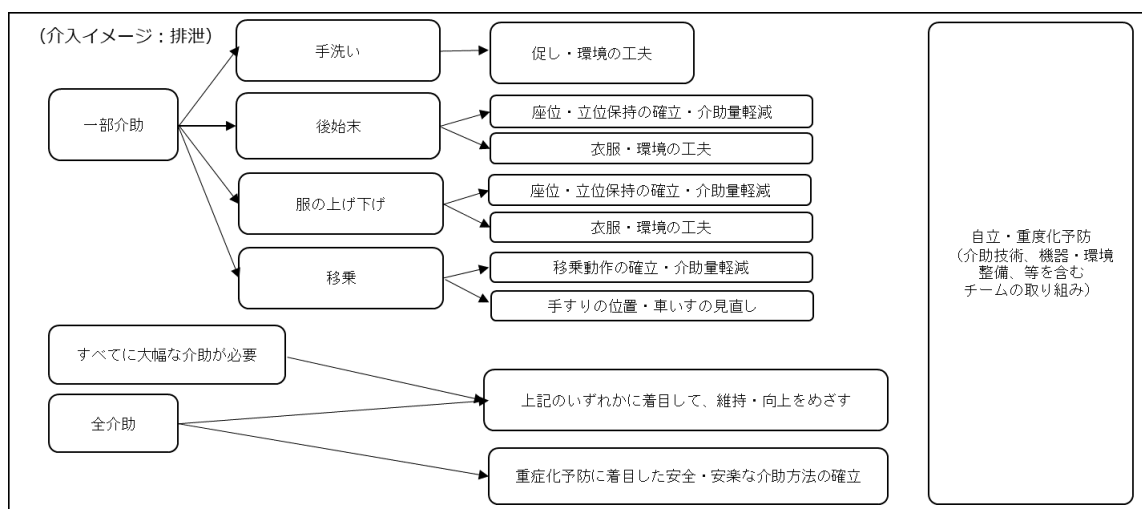 (介入イメージ：排泄)
手洗い
促し・環境の工夫
一部介助
後始末
座位・立位保持の確立・介助量軽減
衣服・環境の工夫
服の上げ下げ
座位・立位保持の確立・介助量軽減
衣服・環境の工夫
移乗
移乗動作の確立・介助量軽減
手すりの位置・車いすの見直し
すべてに大幅な介助が必要
全介助
上記のいずれかに着目して、維持・向上をめざす
重症化予防に着目した安全・安楽な介助方法の確立
自立・重度化予防
（介助技術、機器・環境
整備、等を含む
チームの取り組み）